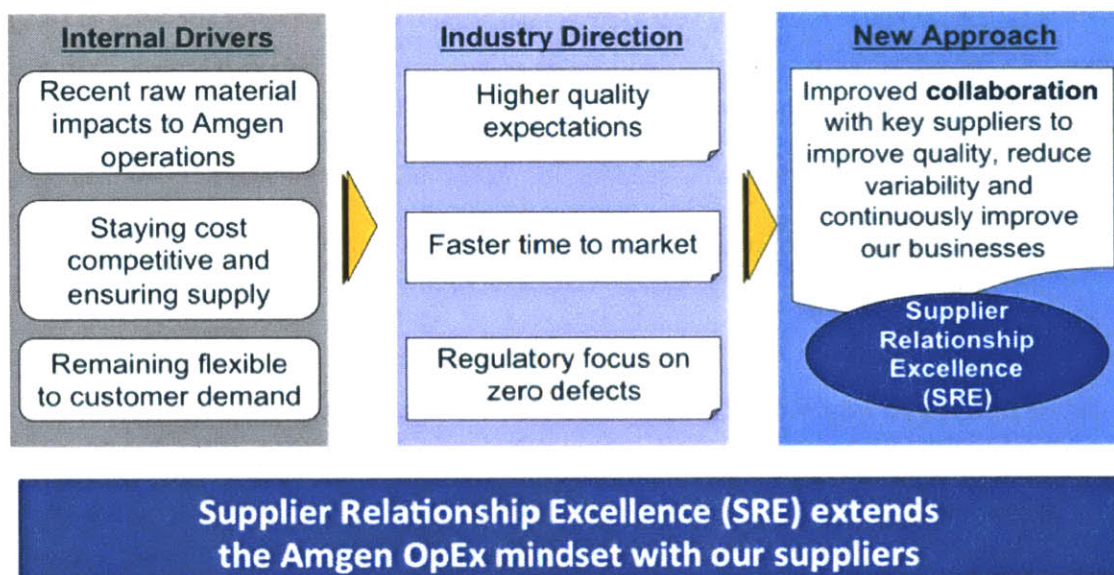 Internal Drivers
Recent raw material
impacts to Amgen
operations
Staying cost
competitive and
ensuring supply
Remaining flexible
to customer demand
Industry Direction
Higher quality
expectations
Faster time to market
Regulatory focus on
zero defects
New Approach
Improved collaboration
with key suppliers to
improve quality, reduce
variability and
continuously improve
our businesses
Supplier
Relationship
Excellence
(SRE)
Supplier Relationship Excellence (SRE) extends
the Amgen OpEx mindset with our suppliers